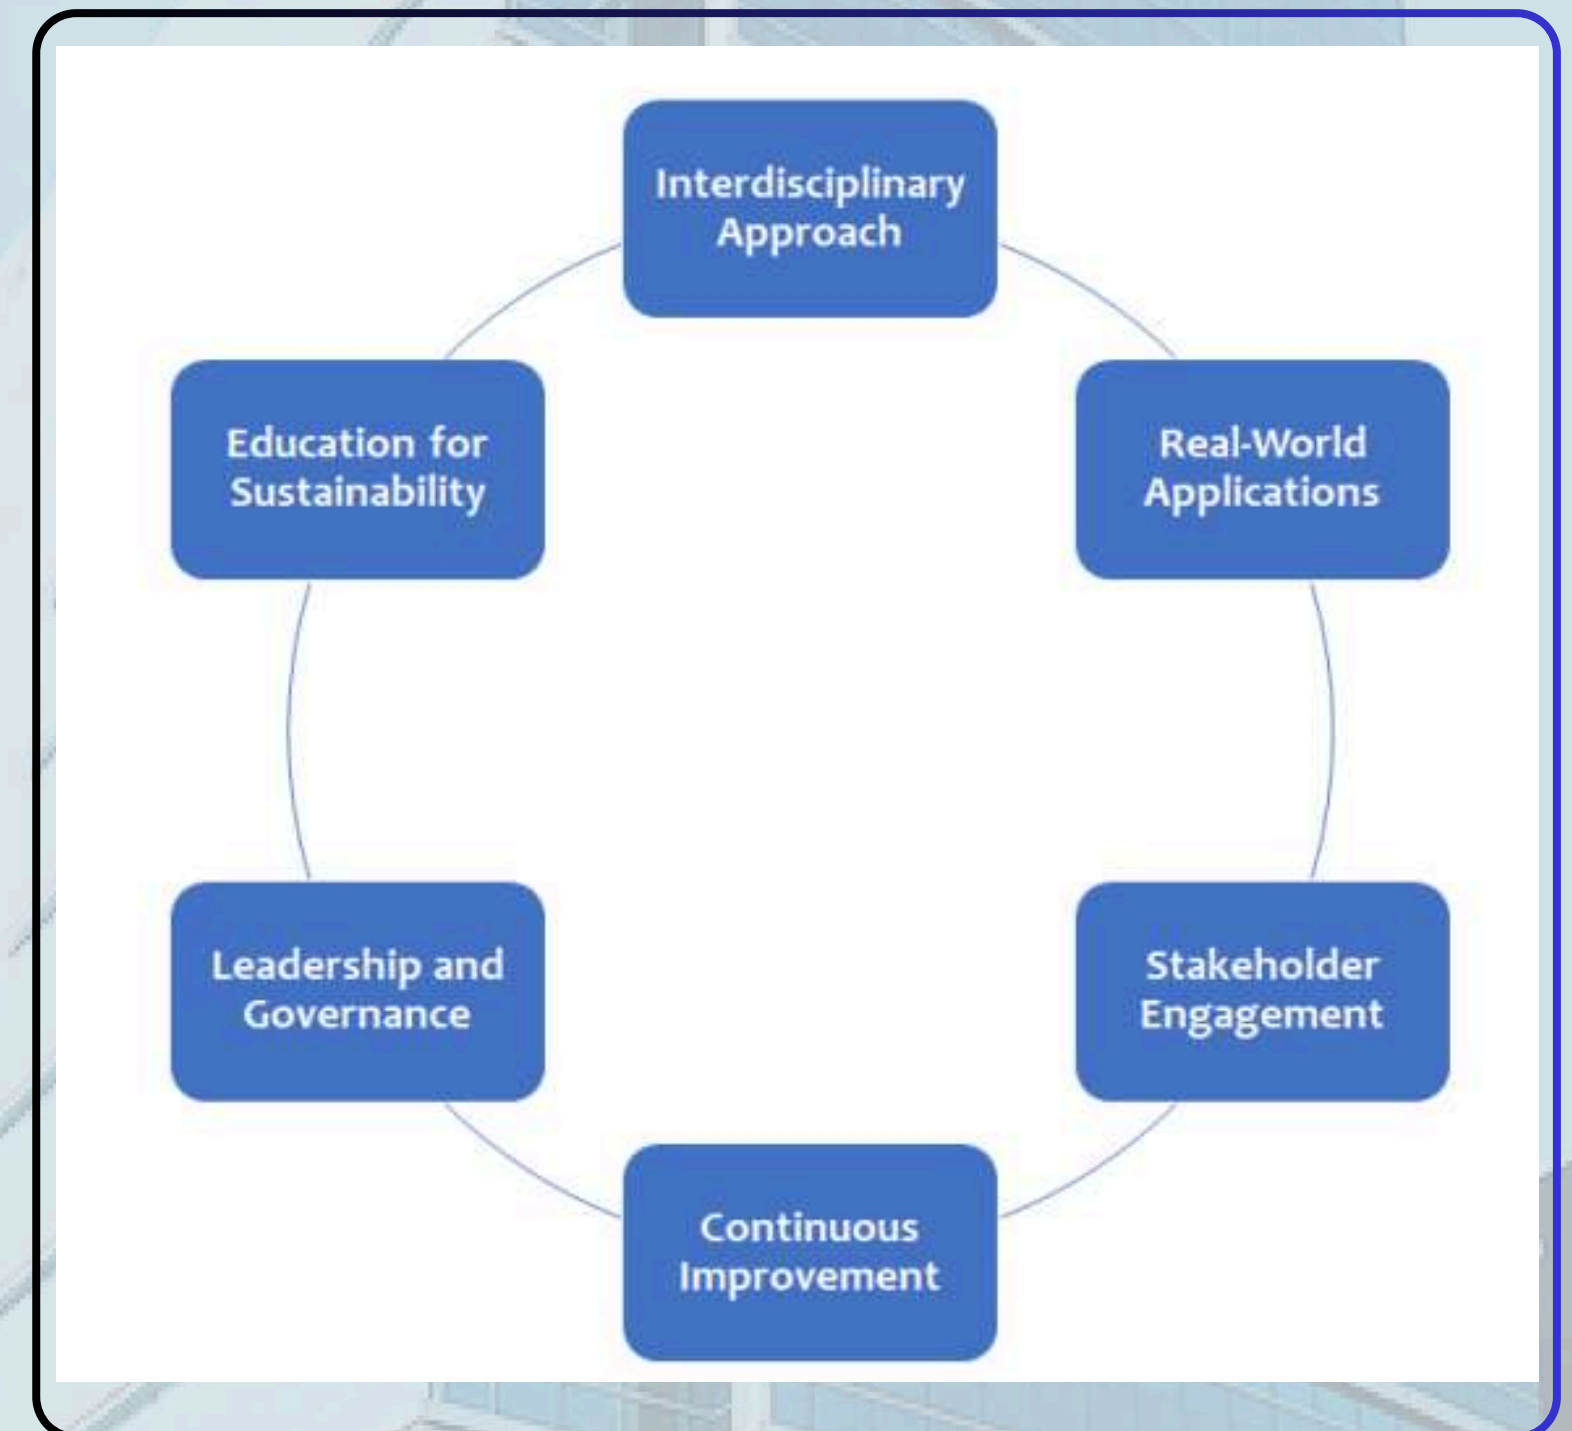 Interdisciplinary
Approach
Real-World
Applications
Stakeholder
Engagement
Continuous
Improvement
Leadership and
Governance
Education for
Sustainability